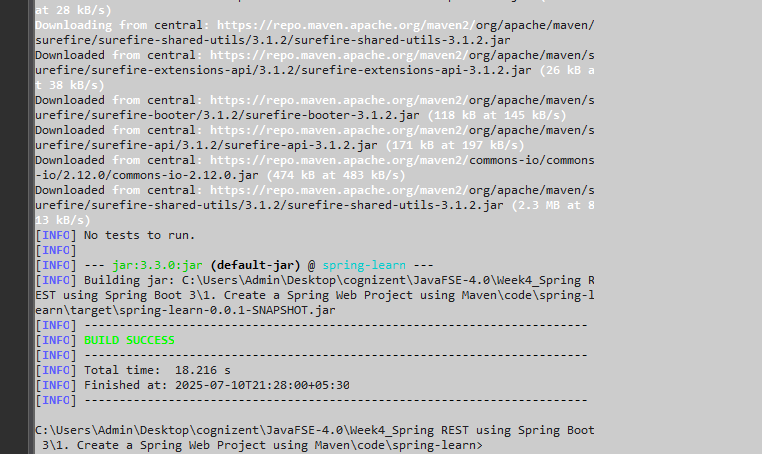 at 28 kB/s)
Downloading from central: https://repo.maven.apache.org/maven2/org/apache/maven/
surefire/surefire-shared-utils/3.1.2/surefire-shared-utils-3.1.2.jar
Downloaded from central: https://repo.maven.apache.org/maven2/org/apache/maven/s
urefire/surefire-extensions-api/3.1.2/surefire-extensions-api-3.1.2.jar (26 kB a
t 38 kB/s)
Downloaded from central: https://repo.maven.apache.org/maven2/org/apache/maven/s
urefire/surefire-booter/3.1.2/surefire-booter-3.1.2.jar (118 kB at 145 kB/s)
Downloaded from central: https://repo.maven.apache.org/maven2/org/apache/maven/s
urefire/surefire-api/3.1.2/surefire-api-3.1.2.jar (171 kB at 197 kB/s)
Downloaded from central: https://repo.maven.apache.org/maven2/commons-io/commons
-io/2.12.0/commons-io-2.12.0.jar (474 kB at 483 kB/s)
Downloaded from central: https://repo.maven.apache.org/maven2/org/apache/maven/s
urefire/surefire-shared-utils/3.1.2/surefire-shared-utils-3.1.2.jar (2.3 MB at 8
13 kB/s)
[INFO] No tests to run.
[INFO]
[INFO] --- jar:3.3.0:jar (default-jar) @ spring-learn ---
[INFO] Building jar: C:\Users\Admin\Desktop\cognizent\JavaFSE-4.0\Week4_Spring R
EST using Spring Boot 3\1. Create a Spring Web Project using Maven\code\spring-l
earn\target\spring-learn-0.0.1-SNAPSHOT.jar
[INFO] ------------------------------------------------------------------------
[INFO] BUILD SUCCESS
[INFO] ------------------------------------------------------------------------
[INFO] Total time:  18.216 s
[INFO] Finished at: 2025-07-10T21:28:00+05:30
[INFO] ------------------------------------------------------------------------
C:\Users\Admin\Desktop\cognizent\JavaFSE-4.0\Week4_Spring REST using Spring Boot
 3\1. Create a Spring Web Project using Maven\code\spring-learn>